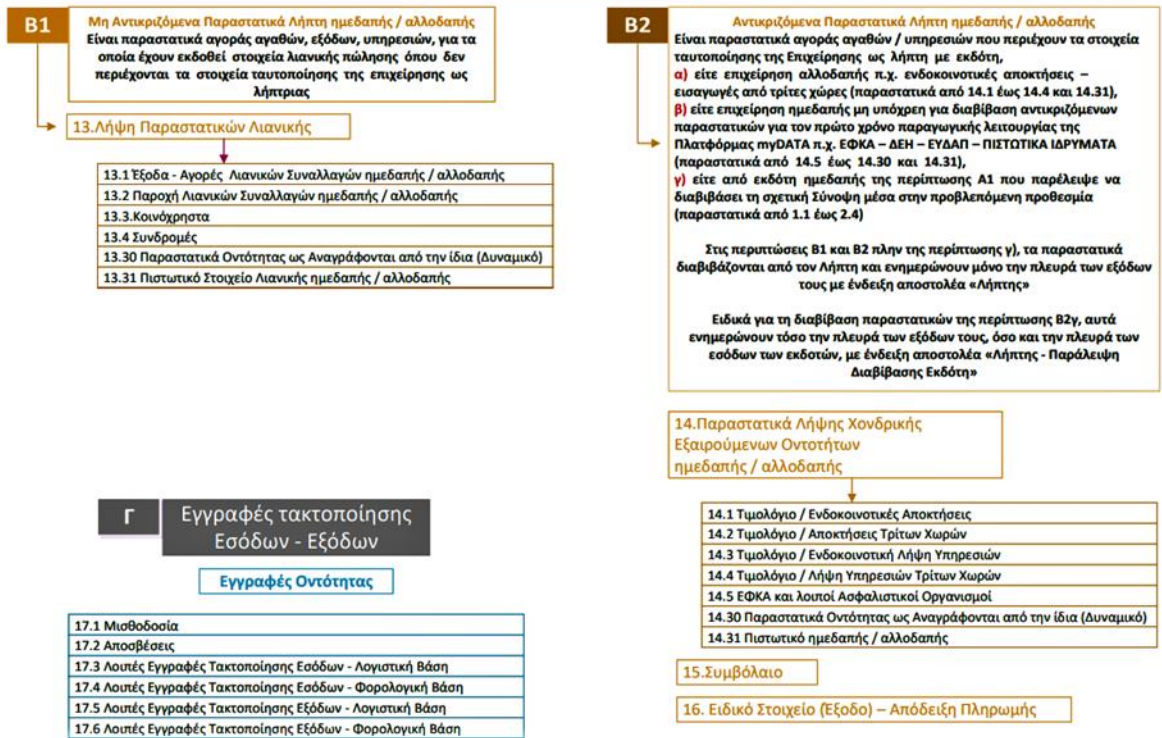 B1
Μη Αντικριζόμενα Παραστατικά Λήπτη ημεδαπής / αλλοδαπής
Είναι παραστατικά αγοράς αγαθών, εξόδων, υπηρεσιών, για τα
οποία έχουν εκδοθεί στοιχεία λιανικής πώλησης όπου δεν
περιέχονται τα στοιχεία ταυτοποίησης της επιχείρησης ως
λήπτριας
13.Λήψη Παραστατικών Λιανικής
13.1 Έξοδα - Αγορές Λιανικών Συναλλαγών ημεδαπής / αλλοδαπής
13.2 Παροχή Λιανικών Συναλλαγών ημεδαπής / αλλοδαπής
13.3.Κοινόχρηστα
13.4 Συνδρομές
13.30 Παραστατικά Οντότητας ως Αναγράφονται από την ίδια (Δυναμικό)
13.31 Πιστωτικό Στοιχείο Λιανικής ημεδαπής / αλλοδαπής
Γ
Εγγραφές τακτοποίησης
Εσόδων - Εξόδων
Εγγραφές Οντότητας
17.1 Μισθοδοσία
17.2 Αποσβέσεις
17.3 Λοιπές Εγγραφές Τακτοποίησης Εσόδων - Λογιστική Βάση
17.4 Λοιπές Εγγραφές Τακτοποίησης Εσόδων - Φορολογική Βάση
17.5 Λοιπές Εγγραφές Τακτοποίησης Εξόδων - Λογιστική Βάση
17.6 Λοιπές Εγγραφές Τακτοποίησης Εξόδων - Φορολογική Βάση
B2
Αντικριζόμενα Παραστατικά Λήπτη ημεδαπής / αλλοδαπής
Είναι παραστατικά αγοράς αγαθών / υπηρεσιών που περιέχουν τα στοιχεία
ταυτοποίησης της Επιχείρησης ως λήπτη με εκδότη,
α) είτε επιχείρηση αλλοδαπής π.χ. ενδοκοινοτικές αποκτήσεις –
εισαγωγές από τρίτες χώρες (παραστατικά από 14.1 έως 14.4 και 14.31),
β) είτε επιχείρηση ημεδαπής μη υπόχρεη για διαβίβαση αντικριζόμενων
παραστατικών για τον πρώτο χρόνο παραγωγικής λειτουργίας της
Πλατφόρμας myDATA π.χ. ΕΦΚΑ – ΔΕΗ – ΕΥΔΑΠ – ΠΙΣΤΩΤΙΚΑ ΙΔΡΥΜΑΤΑ
(παραστατικά από 14.5 έως 14.30 και 14.31),
γ) είτε από εκδότη ημεδαπής της περίπτωσης Α1 που παρέλειψε να
διαβιβάσει τη σχετική Σύνοψη μέσα στην προβλεπόμενη προθεσμία
(παραστατικά από 1.1 έως 2.4)
Στις περιπτώσεις Β1 και Β2 πλην της περίπτωσης γ), τα παραστατικά
διαβιβάζονται από τον Λήπτη και ενημερώνουν μόνο την πλευρά των εξόδων
τους με ένδειξη αποστολέα «Λήπτης»
Ειδικά για τη διαβίβαση παραστατικών της περίπτωσης Β2γ, αυτά
ενημερώνουν τόσο την πλευρά των εξόδων τους, όσο και την πλευρά των
εσόδων των εκδοτών, με ένδειξη αποστολέα «Λήπτης - Παράλειψη
Διαβίβασης Εκδότη»
14.Παραστατικά Λήψης Χονδρικής
Εξαιρούμενων Οντοτήτων
ημεδαπής / αλλοδαπής
14.1 Τιμολόγιο / Ενδοκοινοτικές Αποκτήσεις
14.2 Τιμολόγιο / Αποκτήσεις Τρίτων Χωρών
14.3 Τιμολόγιο / Ενδοκοινοτική Λήψη Υπηρεσιών
14.4 Τιμολόγιο / Λήψη Υπηρεσιών Τρίτων Χωρών
14.5 ΕΦΚΑ και λοιποί Ασφαλιστικοί Οργανισμοί
14.30 Παραστατικά Οντότητας ως Αναγράφονται από την ίδια (Δυναμικό)
14.31 Πιστωτικό ημεδαπής / αλλοδαπής
15.Συμβόλαιο
16. Ειδικό Στοιχείο (Έξοδο) – Απόδειξη Πληρωμής